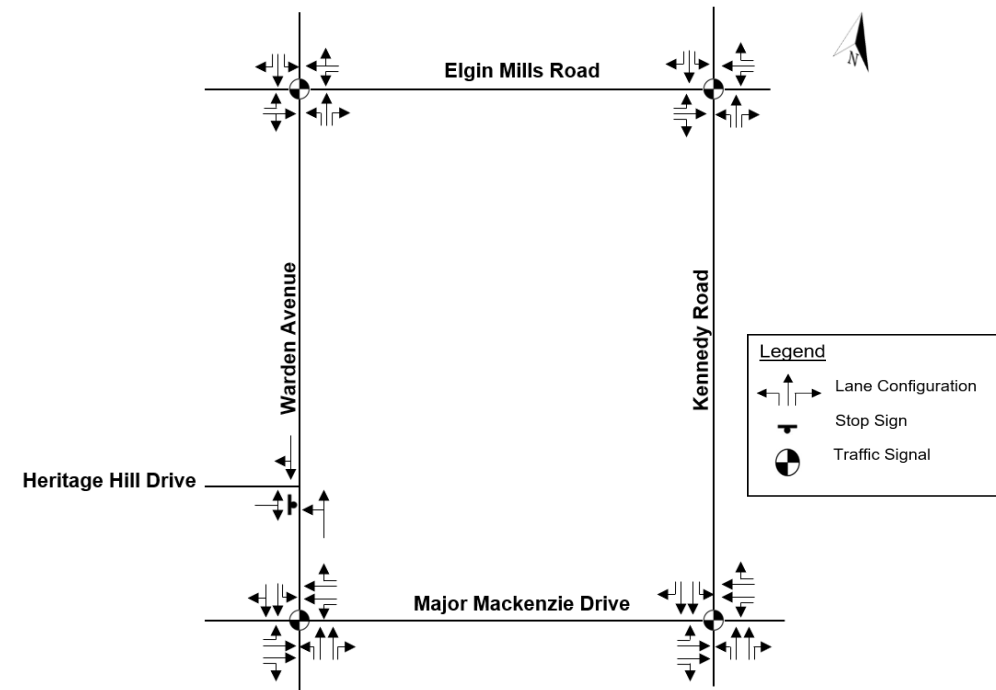 N
Elgin Mills Road
Warden Avenue
Kennedy Road
Legend
Lane Configuration
Stop Sign
Traffic Signal
Heritage Hill Drive
Major Mackenzie Drive